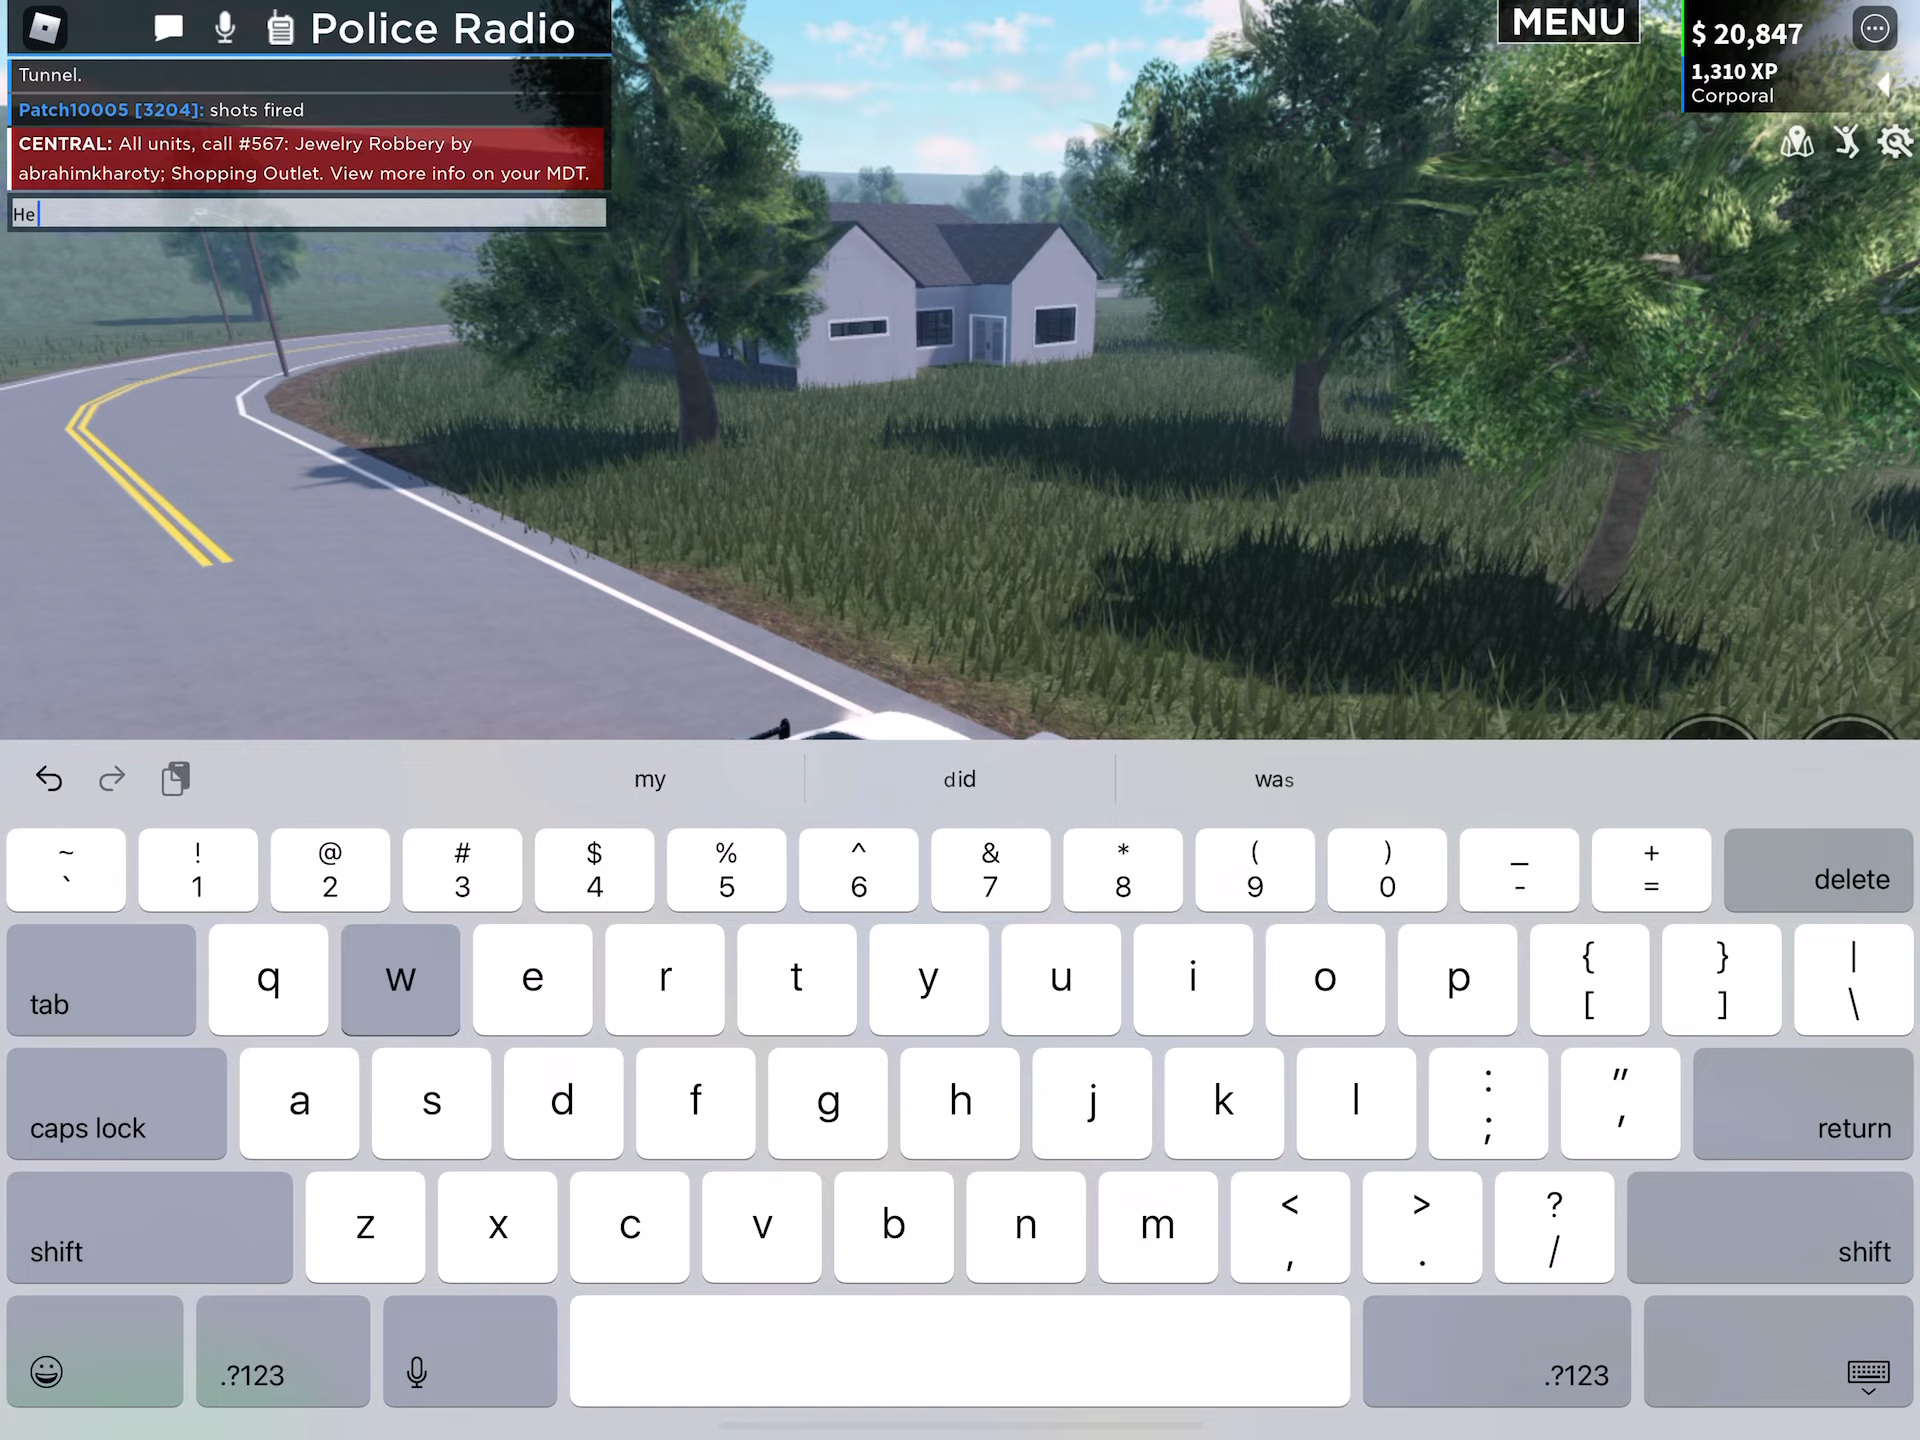 Police Radio
MENU
$ 20,847
1,310 XP
Corporal
Tunnel.
Patch10005 [3204]: shots fired
CENTRAL: All units, call #567: Jewelry Robbery by
abrahimkharoty; Shopping Outlet. View more info on your MDT.
He
my did was
~ ! @ # $ % ^ & * ( ) _ +
` 1 2 3 4 5 6 7 8 9 0 - = delete
tab q w e r t y u i o p { [ } ] | \
caps lock a s d f g h j k l : ; " ' return
shift z x c v b n m < , > . ? / shift
.?123 .?123